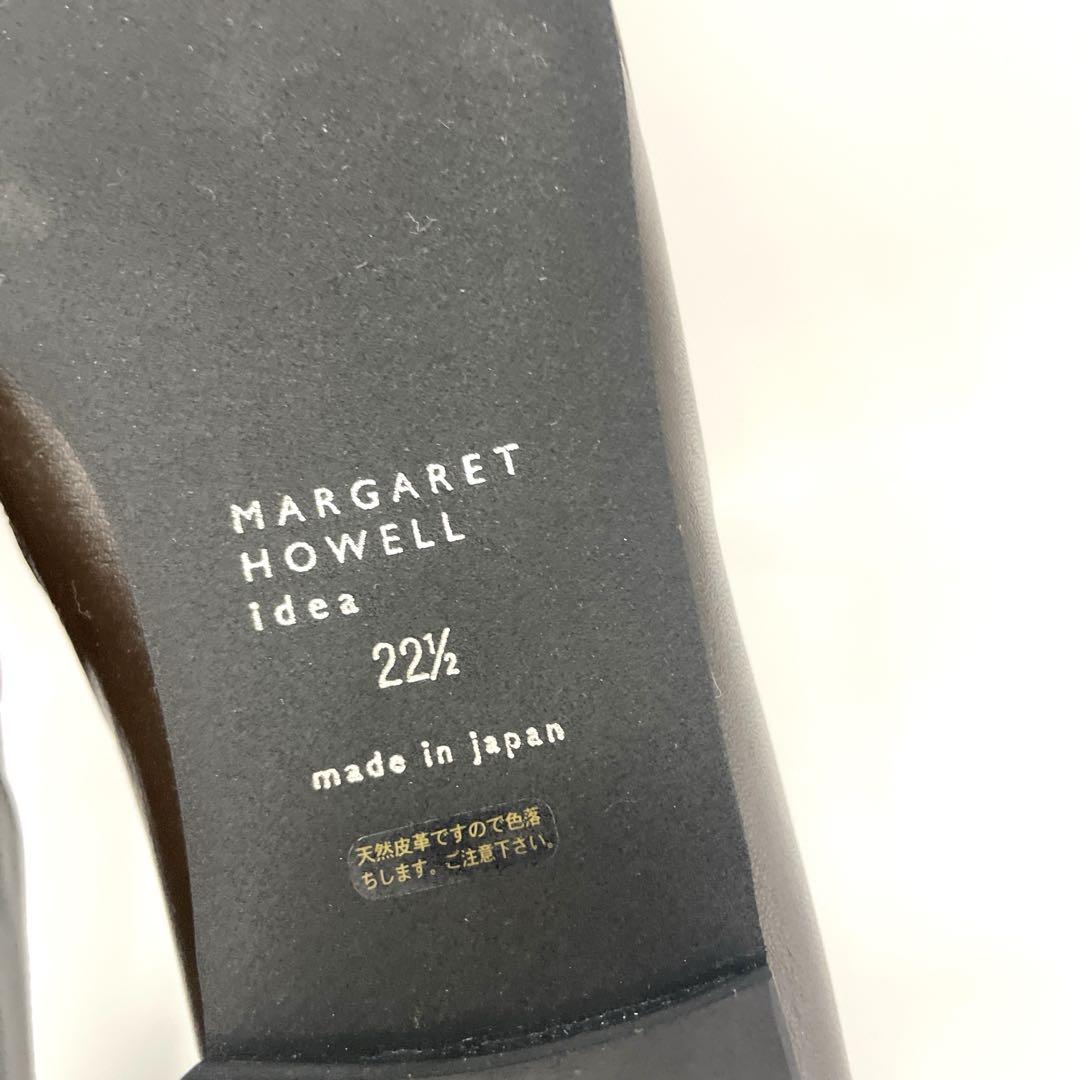 MARGARET
HOWELL
idea
22½
made in japan
天然皮革ですので色落
ちします。ご注意下さい。